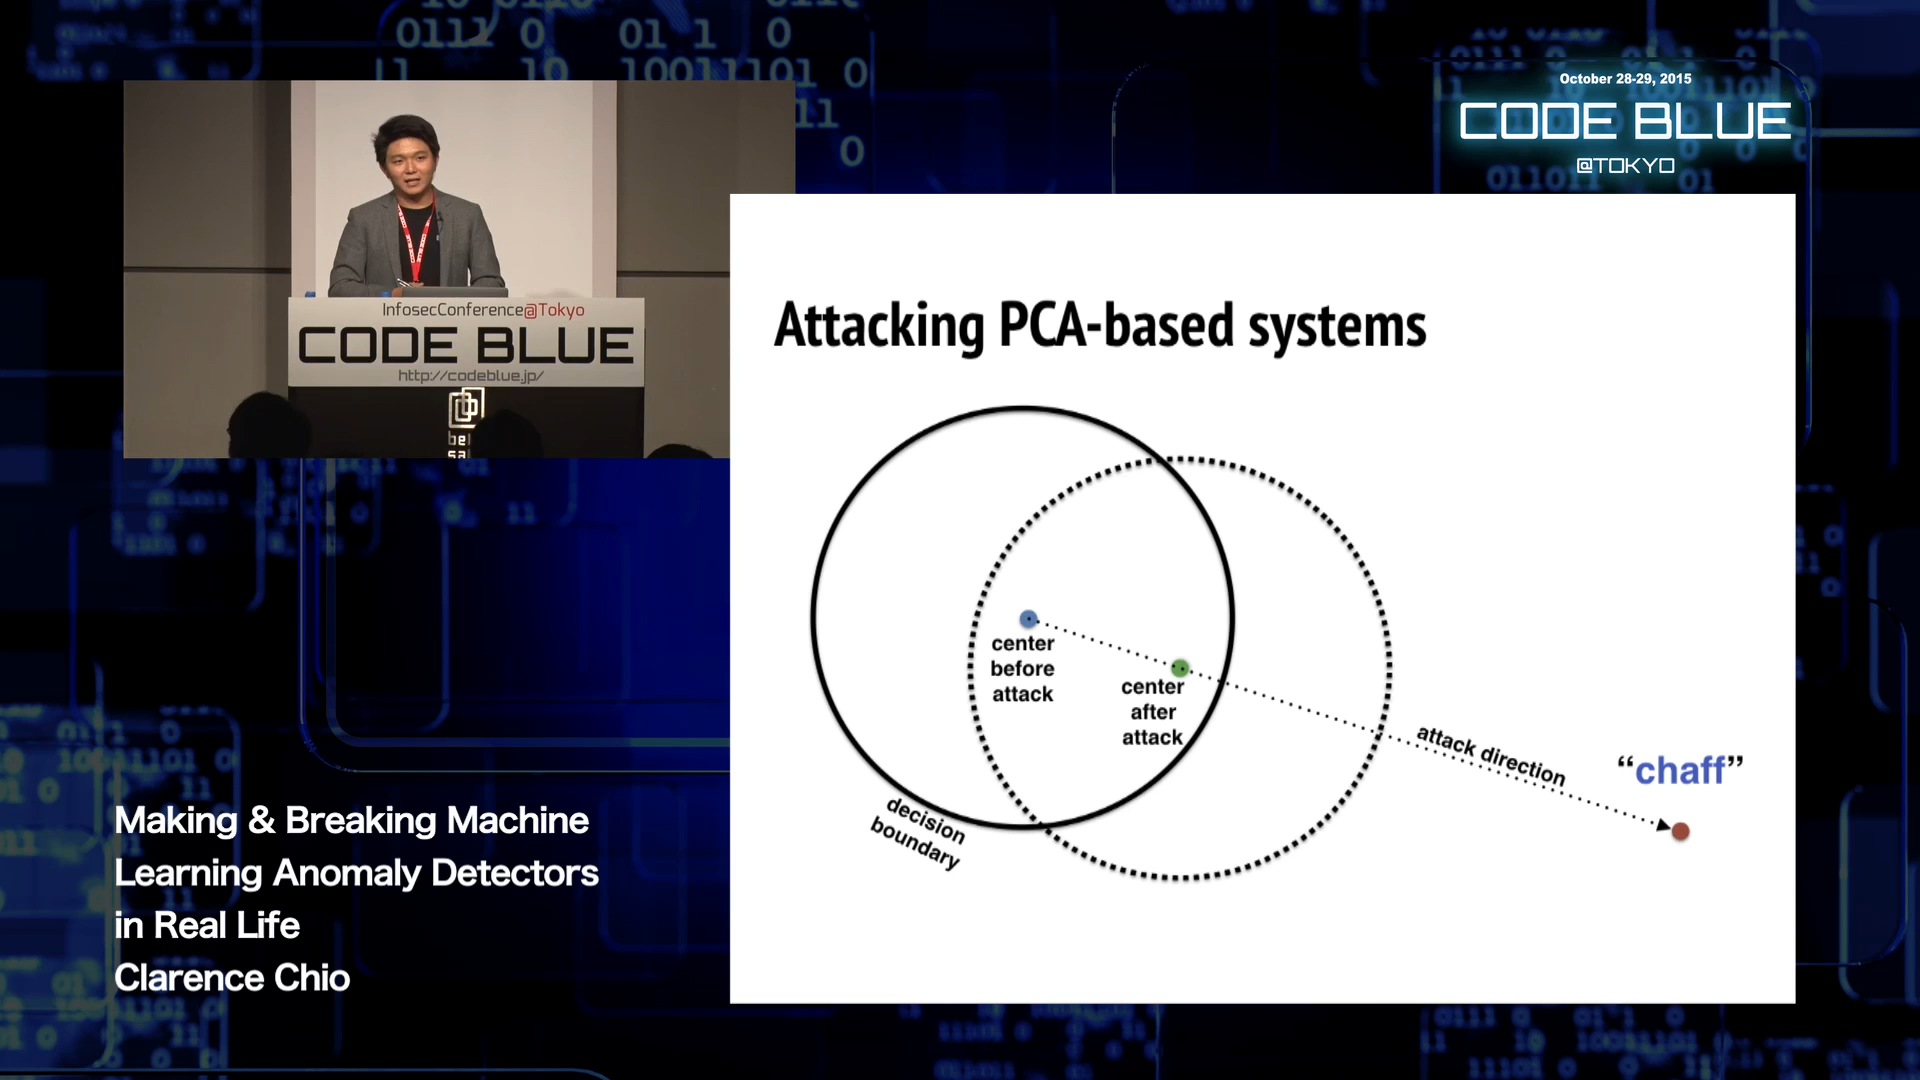 October 28-29, 2015
CODE BLUE
@TOKYO
InfosecConference@Tokyo
CODE BLUE
http://codeblue.jp/
Attacking PCA-based systems
center
before
attack
center
after
attack
attack direction
“chaff”
decision
boundary
Making & Breaking Machine
Learning Anomaly Detectors
in Real Life
Clarence Chio